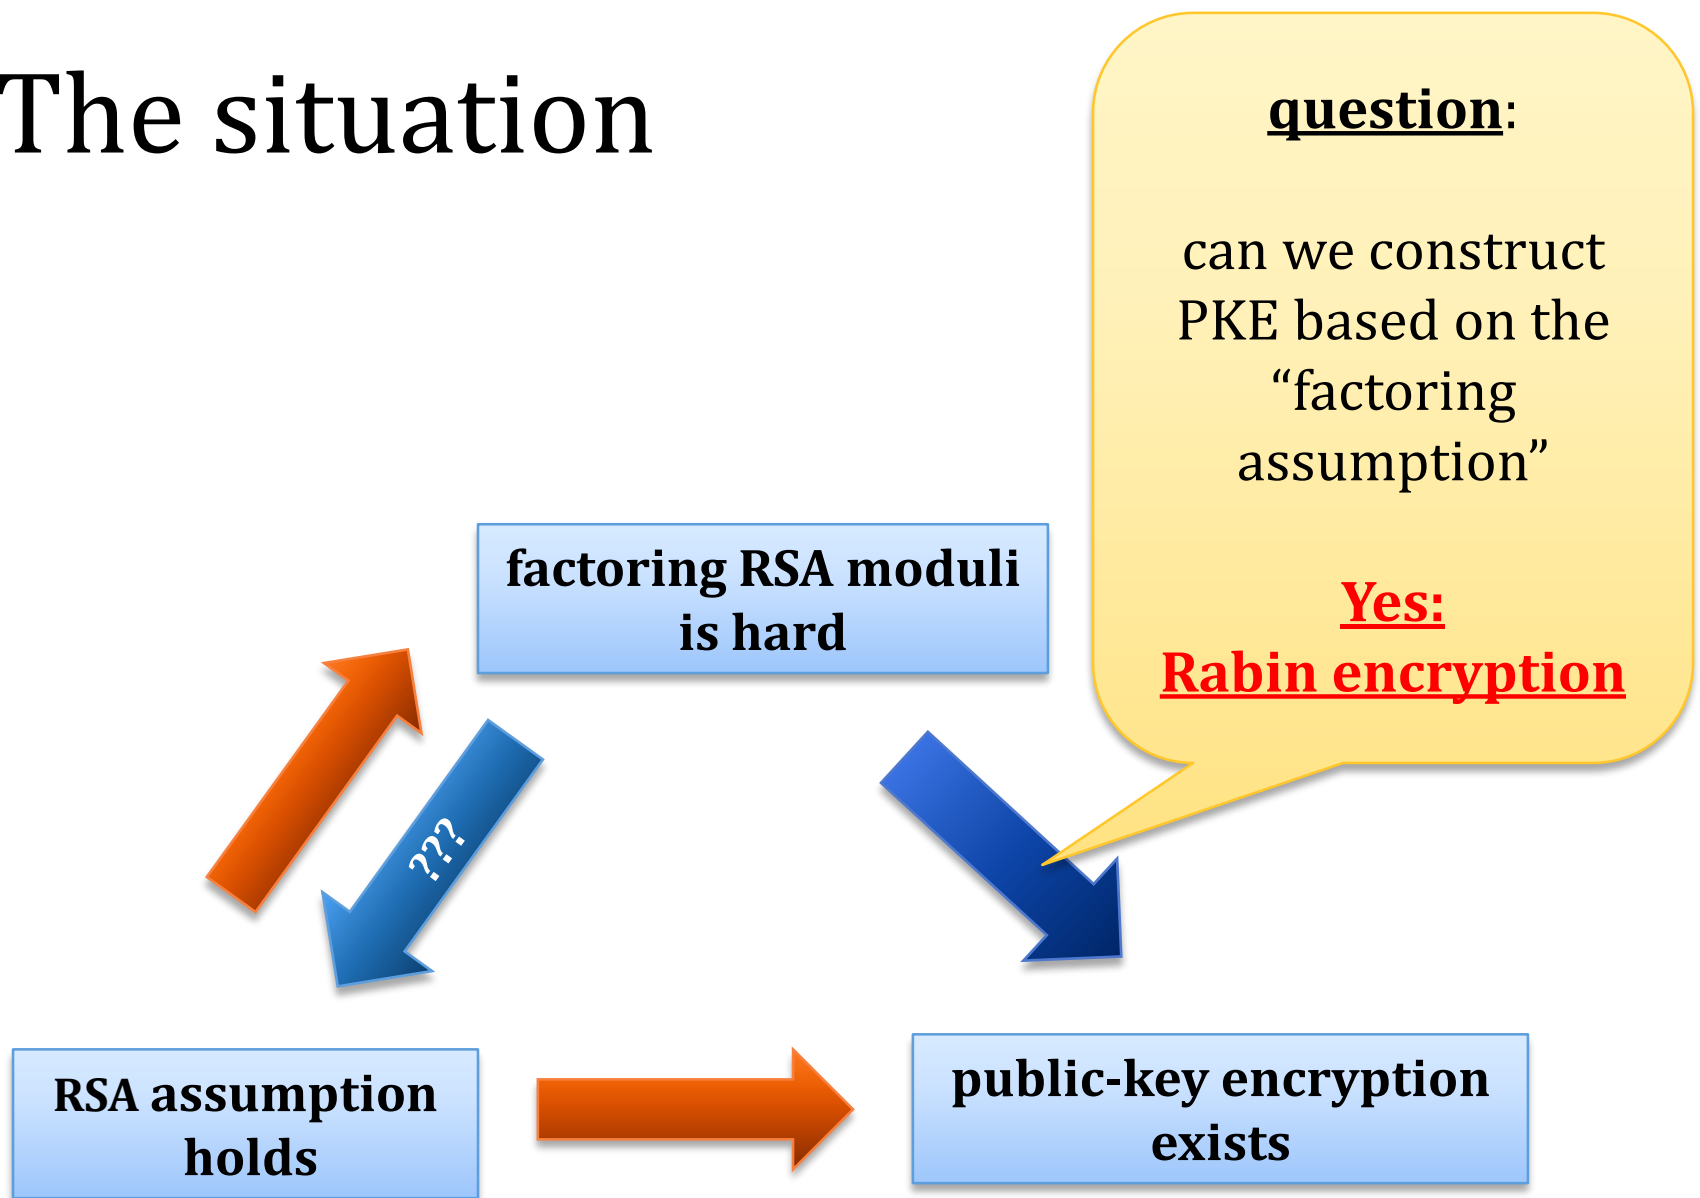 The situation
question:
can we construct
PKE based on the
“factoring
assumption”
Yes:
Rabin encryption
factoring RSA moduli
is hard
???
RSA assumption
holds
public-key encryption
exists